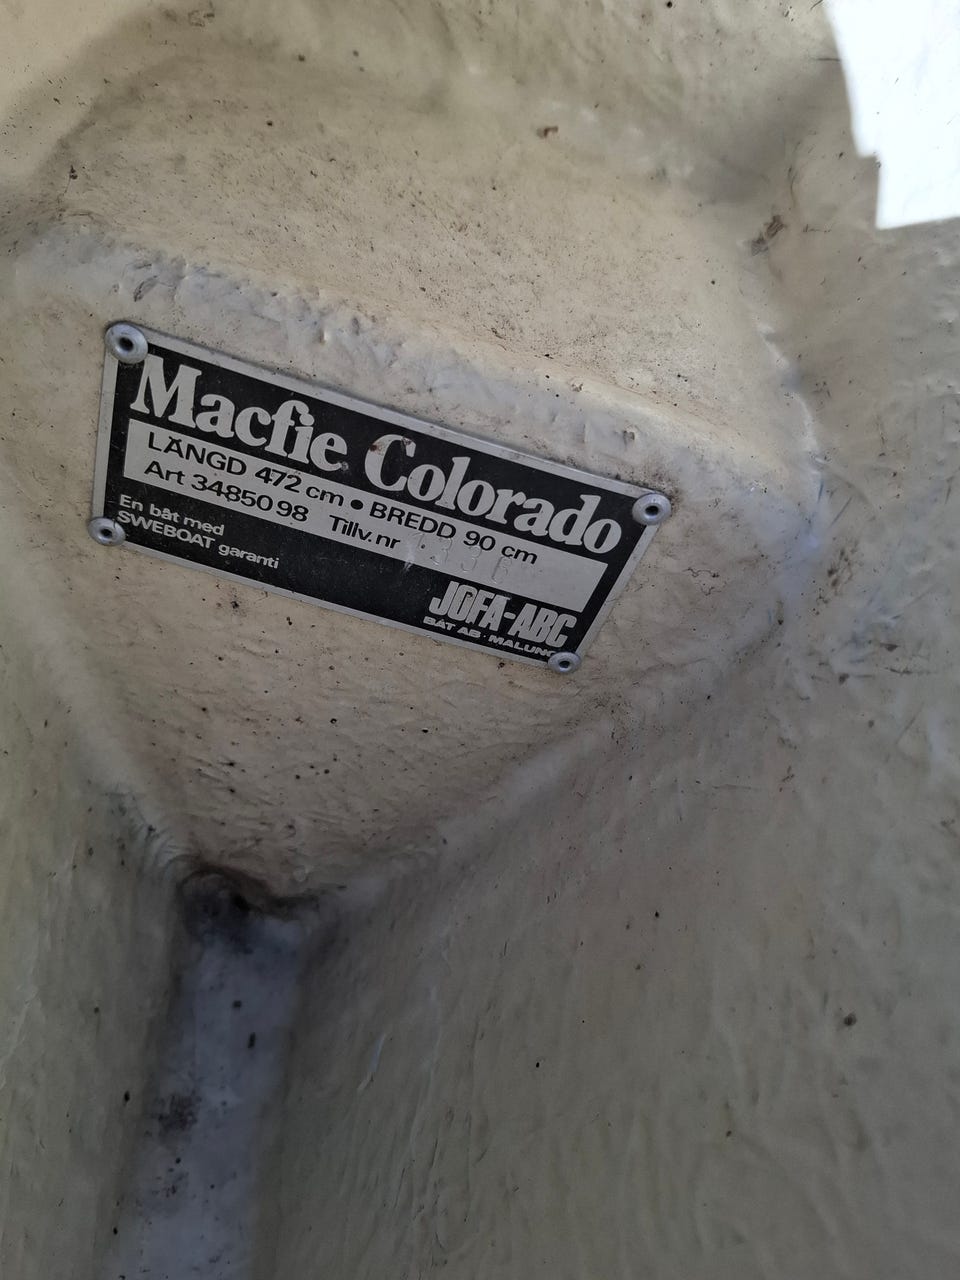 Macfie Colorado
LÄNGD 472 cm • BREDD 90 cm
Art 3485098 Tillv.nr
En båt med
SWEBOAT garanti
JOFA-ABC
BÅT AB · MALUNG